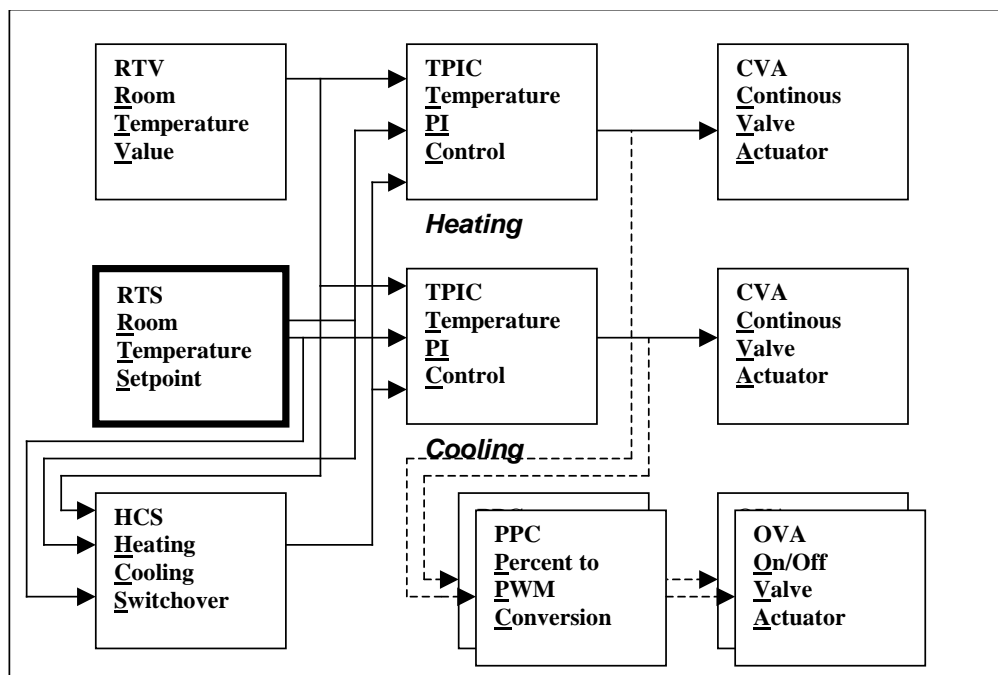 RTV
Room
Temperature
Value
TPIC
Temperature
PI
Control
CVA
Continous
Valve
Actuator
Heating
RTS
Room
Temperature
Setpoint
TPIC
Temperature
PI
Control
CVA
Continous
Valve
Actuator
Cooling
HCS
Heating
Cooling
Switchover
PPC
Percent to
PWM
Conversion
OVA
On/Off
Valve
Actuator